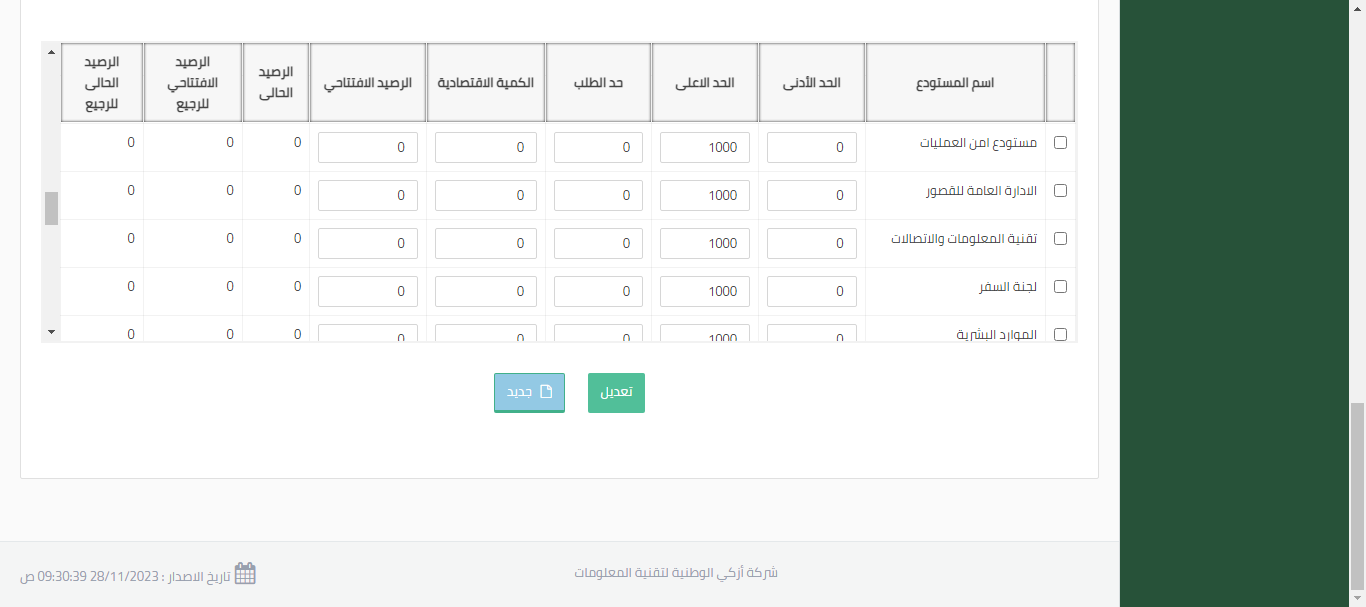 اسم المستودع
الحد الأدنى
الحد الاعلى
حد الطلب
الكمية الاقتصادية
الرصيد الافتتاحي
الرصيد
الحالى
الرصيد
الافتتاحي
للرجيع
الرصيد
الحالى
للرجيع
مستودع امن العمليات 0 1000 0 0 0 0 0 0
الادارة العامة للقصور 0 1000 0 0 0 0 0 0
تقنية المعلومات والاتصالات 0 1000 0 0 0 0 0 0
لجنة السفر 0 1000 0 0 0 0 0 0
الموارد البشرية 0 1000 0 0 0 0 0 0
تعديل
جديد
شركة أزكي الوطنية لتقنية المعلومات
تاريخ الاصدار : 28/11/2023 09:30:39 ص